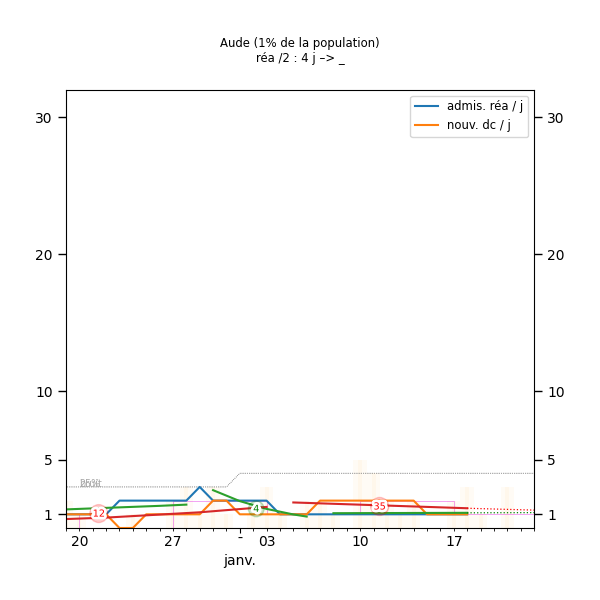 Aude (1% de la population)
réa /2 : 4 j –> _
admis. réa / j
nouv. dc / j
30 30
20 20
10 10
5 5
12 4 35
1 1
20 27 - 03 10 17
janv.